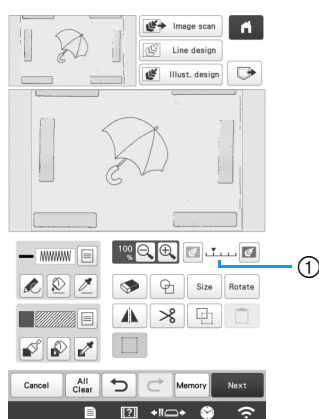 Image scan
Line design
Illust. design
100
%
①
Size Rotate
Cancel All Clear Memory Next